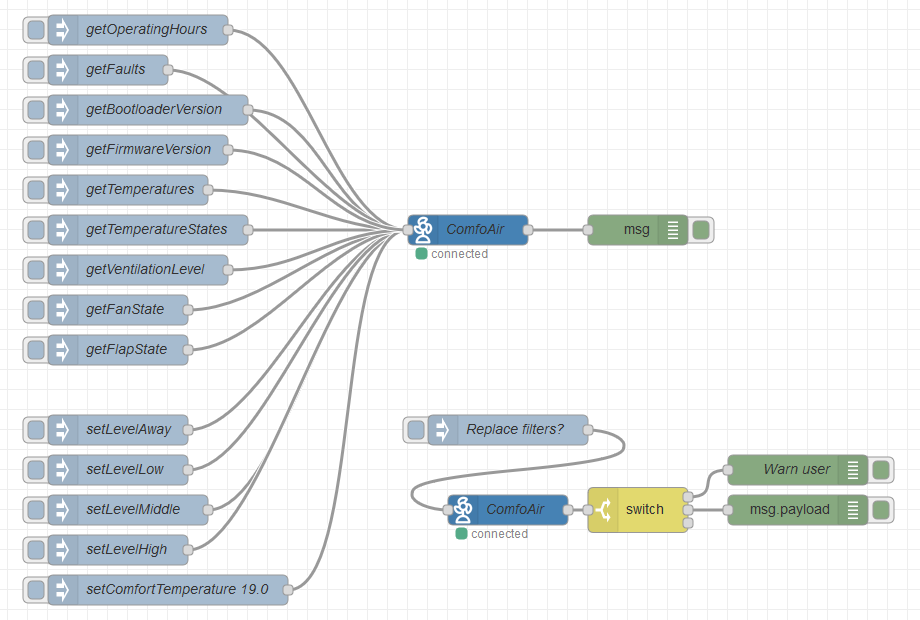 getOperatingHours
getFaults
getBootloaderVersion
getFirmwareVersion
getTemperatures
getTemperatureStates
getVentilationLevel
getFanState
getFlapState
setLevelAway
setLevelLow
setLevelMiddle
setLevelHigh
setComfortTemperature 19.0
ComfoAir
connected
msg
Replace filters?
ComfoAir
connected
switch
Warn user
msg.payload